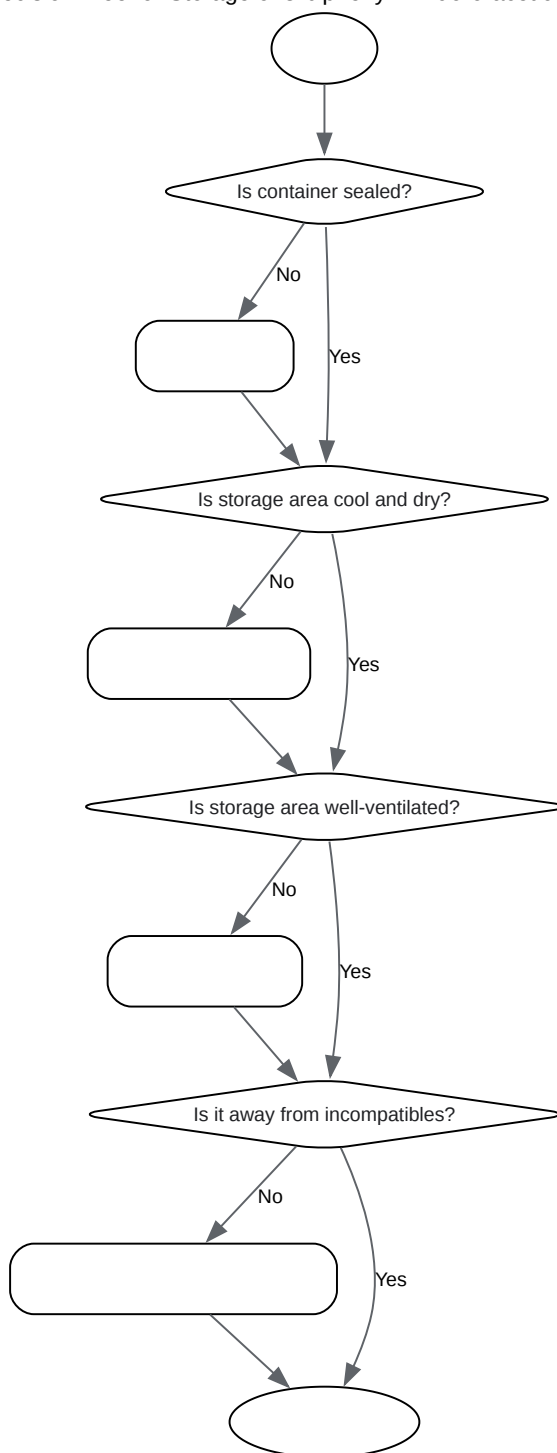 Is container sealed?
No
Yes
Is storage area cool and dry?
No
Yes
Is storage area well-ventilated?
No
Yes
Is it away from incompatibles?
No
Yes